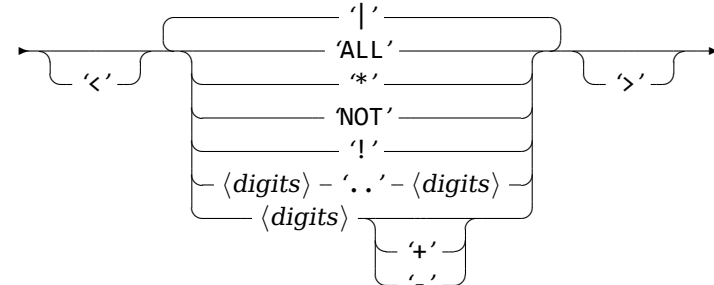 '|'
'ALL'
'<' '*' '>'
'NOT'
'!'
⟨digits⟩ '..' ⟨digits⟩
⟨digits⟩
'+'
'-'